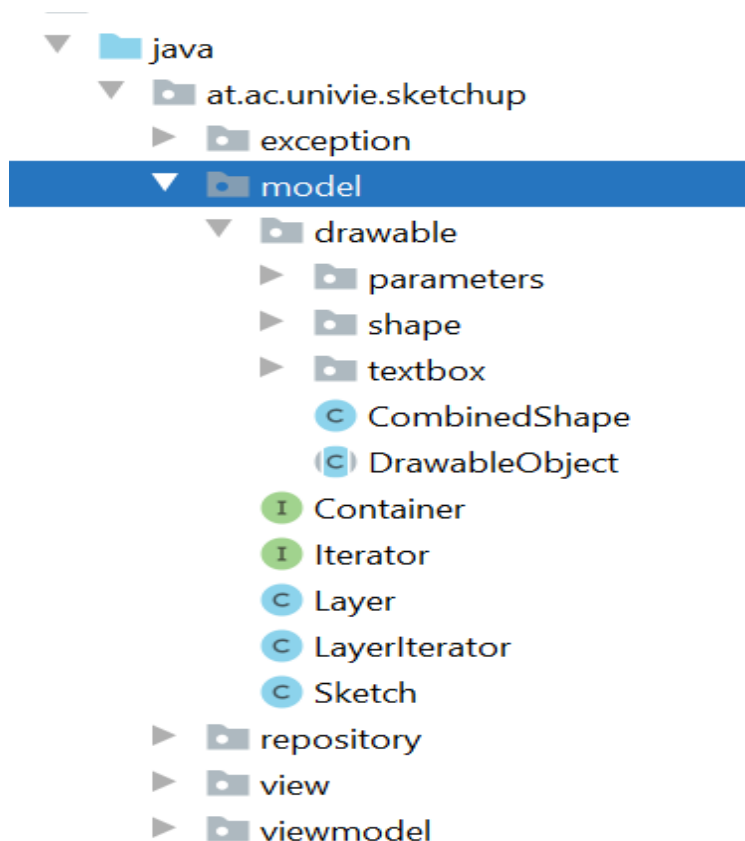 java
at.ac.univie.sketchup
exception
model
drawable
parameters
shape
textbox
C CombinedShape
C DrawableObject
I Container
I Iterator
C Layer
C LayerIterator
C Sketch
repository
view
viewmodel